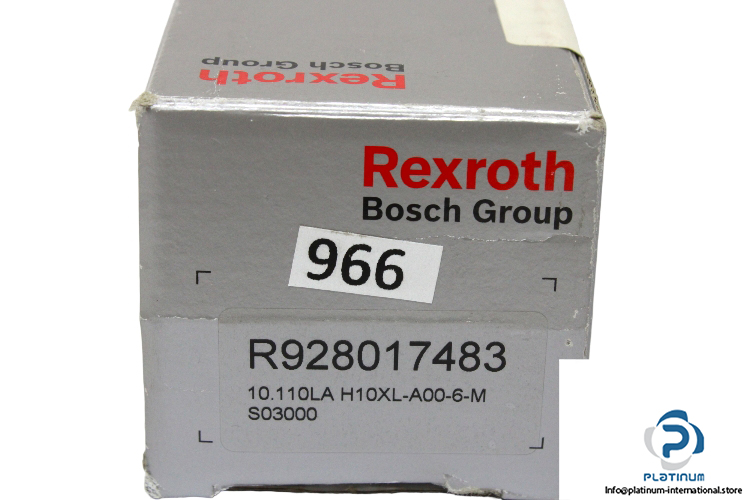 Rexroth
Bosch Group
Rexroth
Bosch Group
966
R928017483
10.110LA H10XL-A00-6-M
S03000
PLATINUM
Info@platinum-international.store